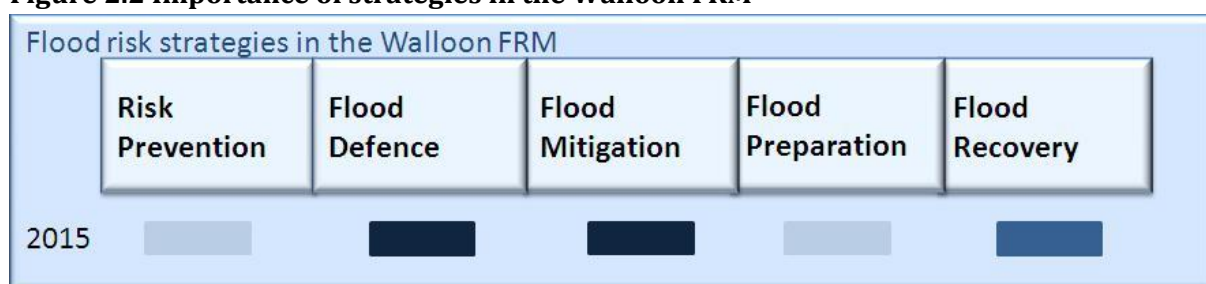 Figure 2.2 Importance of strategies in the Walloon FRM
Flood risk strategies in the Walloon FRM
Risk Prevention
Flood Defence
Flood Mitigation
Flood Preparation
Flood Recovery
2015